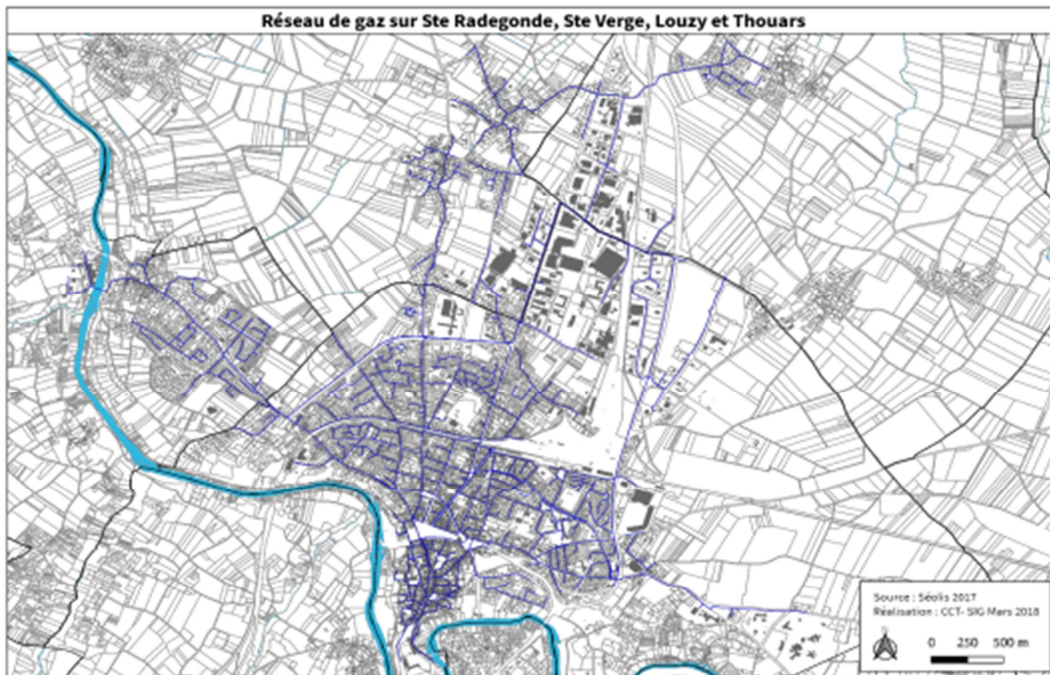 Réseau de gaz sur Ste Radegonde, Ste Verge, Louzy et Thouars
Source : Séolis 2017
Réalisation : CCT- SIG Mars 2018
N
0 250 500 m